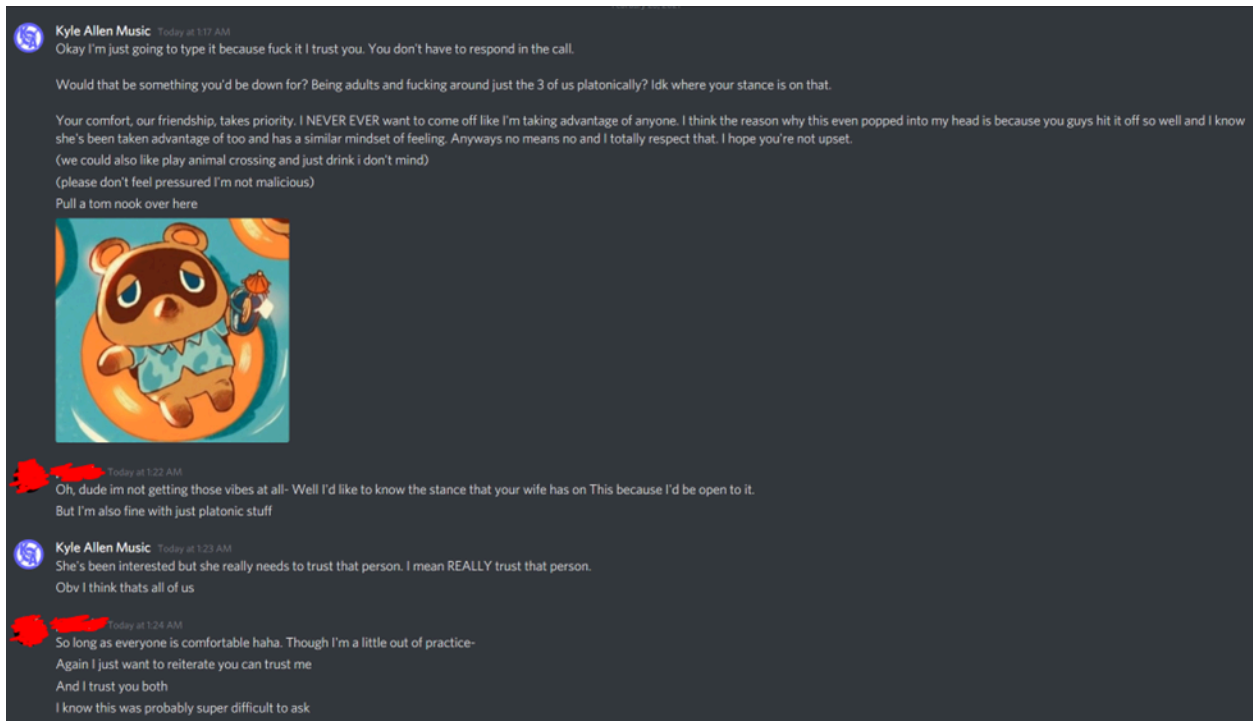 Kyle Allen Music Today at 1:17 AM
Okay I'm just going to type it because fuck it I trust you. You don't have to respond in the call.
Would that be something you'd be down for? Being adults and fucking around just the 3 of us platonically? Idk where your stance is on that.
Your comfort, our friendship, takes priority. I NEVER EVER want to come off like I'm taking advantage of anyone. I think the reason why this even popped into my head is because you guys hit it off so well and I know
she's been taken advantage of too and has a similar mindset of feeling. Anyways no means no and I totally respect that. I hope you're not upset.
(we could also like play animal crossing and just drink i don't mind)
(please don't feel pressured I'm not malicious)
Pull a tom nook over here
Today at 1:22 AM
Oh, dude im not getting those vibes at all- Well I'd like to know the stance that your wife has on This because I'd be open to it.
But I'm also fine with just platonic stuff
Kyle Allen Music Today at 1:23 AM
She's been interested but she really needs to trust that person. I mean REALLY trust that person.
Obv I think thats all of us
Today at 1:24 AM
So long as everyone is comfortable haha. Though I'm a little out of practice-
Again I just want to reiterate you can trust me
And I trust you both
I know this was probably super difficult to ask